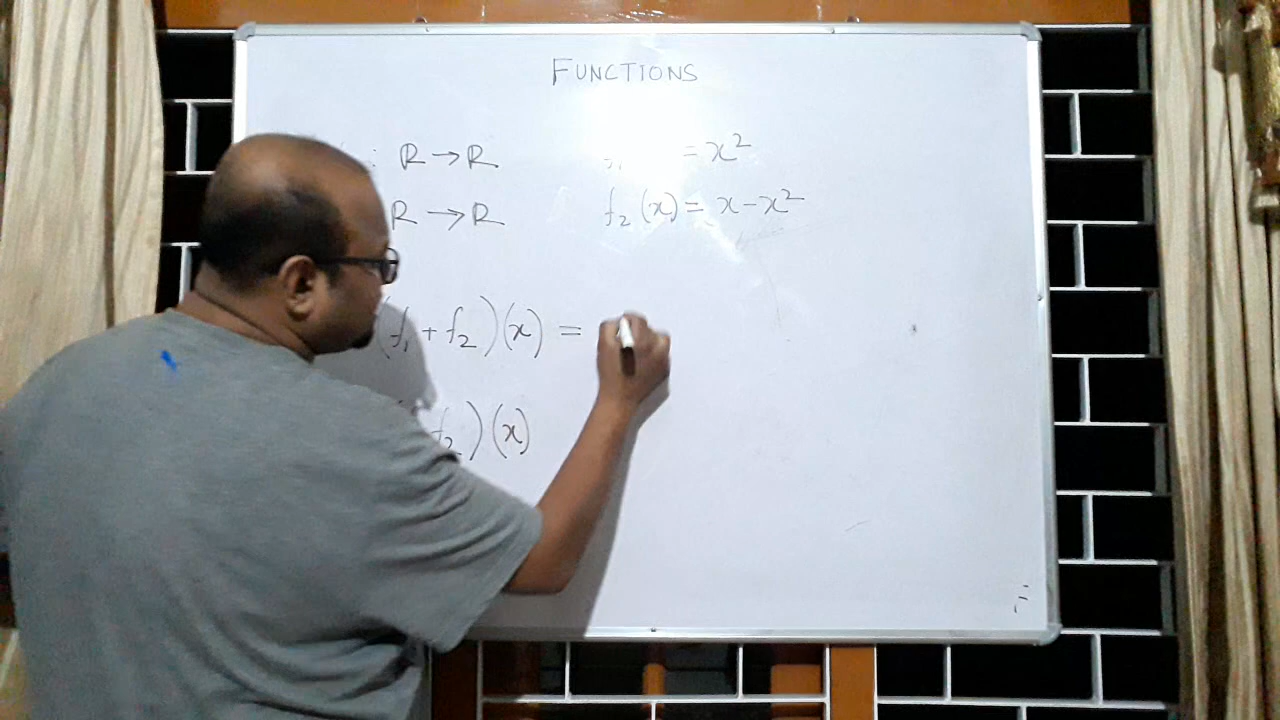 FUNCTIONS
: R → R = x²
R → R f₂(x) = x - x²
(f₁ + f₂)(x) =
f₂)(x)